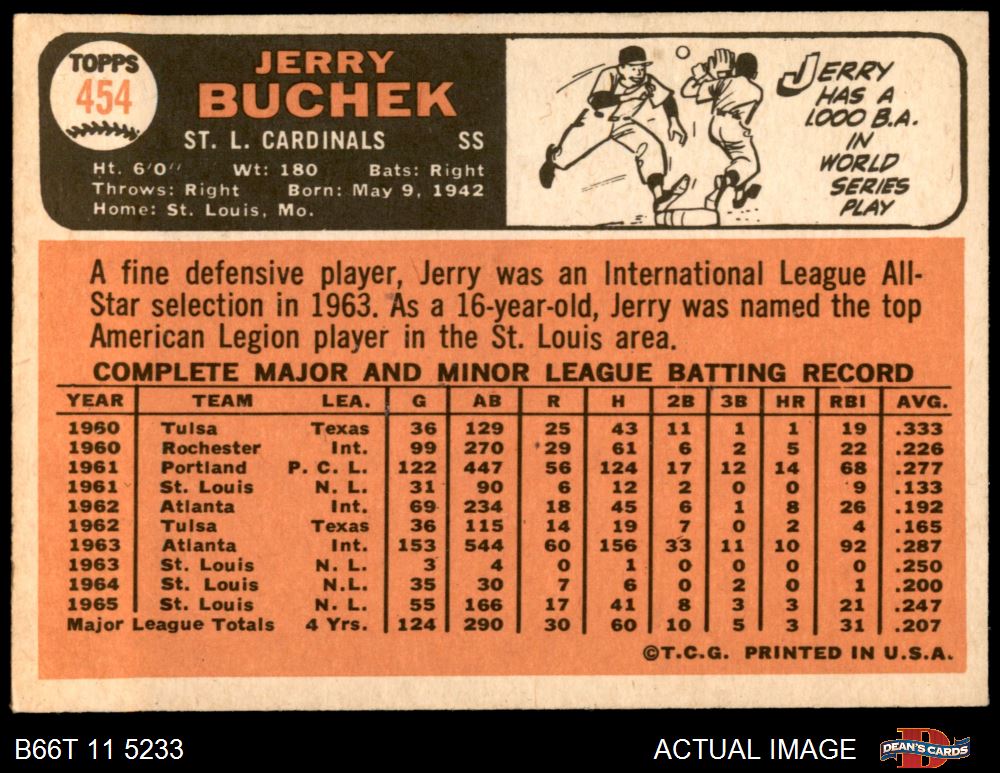 TOPPS
454
JERRY
BUCHEK
ST. L. CARDINALS SS
Ht. 6'0" Wt: 180 Bats: Right
Throws: Right Born: May 9, 1942
Home: St. Louis, Mo.
JERRY
HAS A
1.000 B.A.
IN
WORLD
SERIES
PLAY
A fine defensive player, Jerry was an International League All-
Star selection in 1963. As a 16-year-old, Jerry was named the top
American Legion player in the St. Louis area.
COMPLETE MAJOR AND MINOR LEAGUE BATTING RECORD
YEAR TEAM LEA. G AB R H 2B 3B HR RBI AVG.
1960 Tulsa Texas 36 129 25 43 11 1 1 19 .333
1960 Rochester Int. 99 270 29 61 6 2 5 22 .226
1961 Portland P. C. L. 122 447 56 124 17 12 14 68 .277
1961 St. Louis N. L. 31 90 6 12 2 0 0 9 .133
1962 Atlanta Int. 69 234 18 45 6 1 8 26 .192
1962 Tulsa Texas 36 115 14 19 7 0 2 4 .165
1963 Atlanta Int. 153 544 60 156 33 11 10 92 .287
1963 St. Louis N. L. 3 4 0 1 0 0 0 0 .250
1964 St. Louis N.L. 35 30 7 6 0 2 0 1 .200
1965 St. Louis N. L. 55 166 17 41 8 3 3 21 .247
Major League Totals 4 Yrs. 124 290 30 60 10 5 3 31 .207
©T.C.G. PRINTED IN U.S.A.
B66T 11 5233 ACTUAL IMAGE DEAN'S CARDS